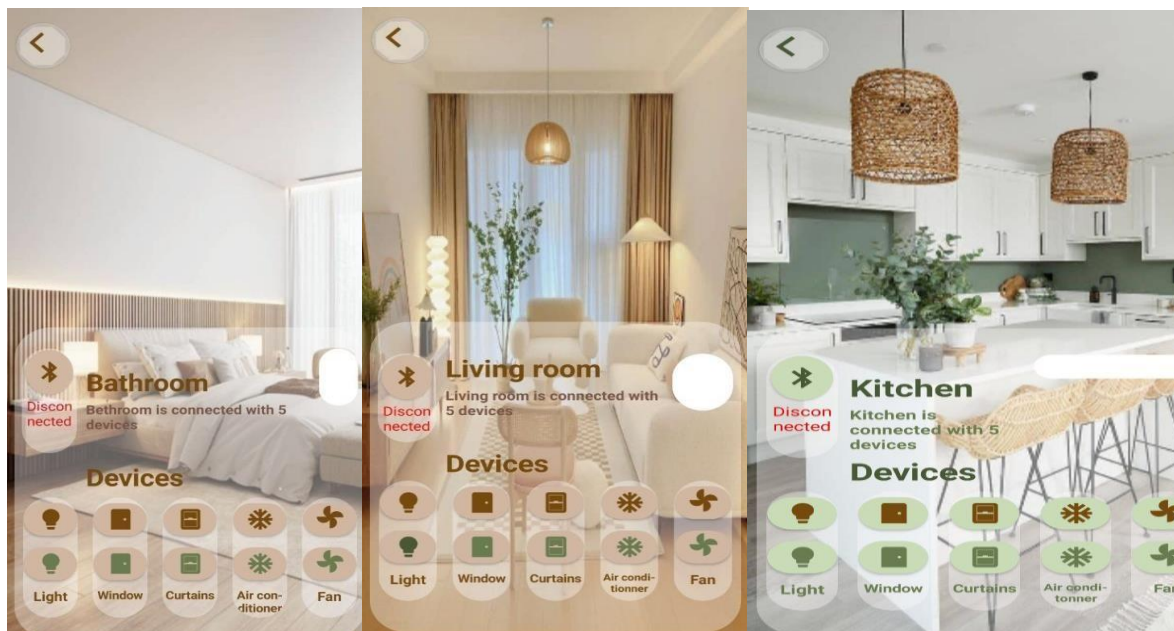 Bathroom
Bethroom is connected with 5
devices
Discon
nected
Devices
Light
Window
Curtains
Air con-
ditioner
Fan
Living room
Living room is connected with
5 devices
Discon
nected
Devices
Light
Window
Curtains
Air condi-
tionner
Fan
Kitchen
Kitchen is
connected with 5
devices
Discon
nected
Devices
Light
Window
Curtains
Air condi-
tonner
Fan